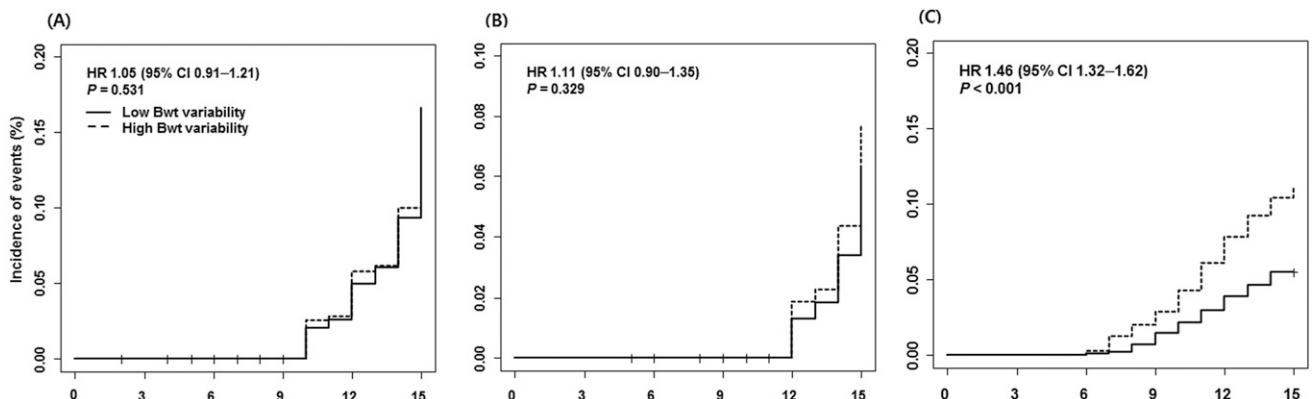 (A)
HR 1.05 (95% CI 0.91–1.21)
P = 0.531
Low Bwt variability
High Bwt variability
Incidence of events (%)
0.20
0.15
0.10
0.05
0.00
0 3 6 9 12 15
(B)
HR 1.11 (95% CI 0.90–1.35)
P = 0.329
0.10
0.08
0.06
0.04
0.02
0.00
0 3 6 9 12 15
(C)
HR 1.46 (95% CI 1.32–1.62)
P < 0.001
0.20
0.15
0.10
0.05
0.00
0 3 6 9 12 15